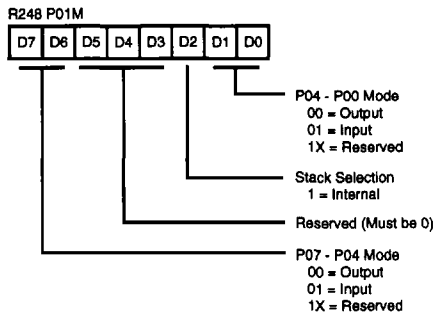 R248 P01M
D7 D6 D5 D4 D3 D2 D1 D0
P04 - P00 Mode
00 = Output
01 = Input
1X = Reserved
Stack Selection
1 = Internal
Reserved (Must be 0)
P07 - P04 Mode
00 = Output
01 = Input
1X = Reserved